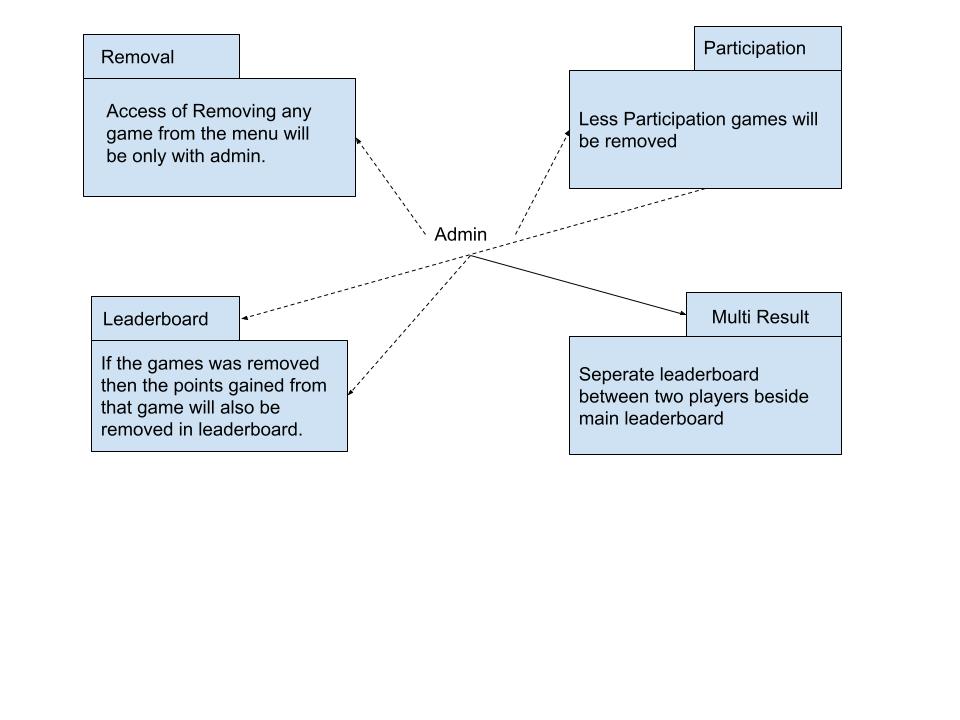 Removal
Access of Removing any
game from the menu will
be only with admin.
Participation
Less Participation games will
be removed
Admin
Leaderboard
If the games was removed
then the points gained from
that game will also be
removed in leaderboard.
Multi Result
Seperate leaderboard
between two players beside
main leaderboard